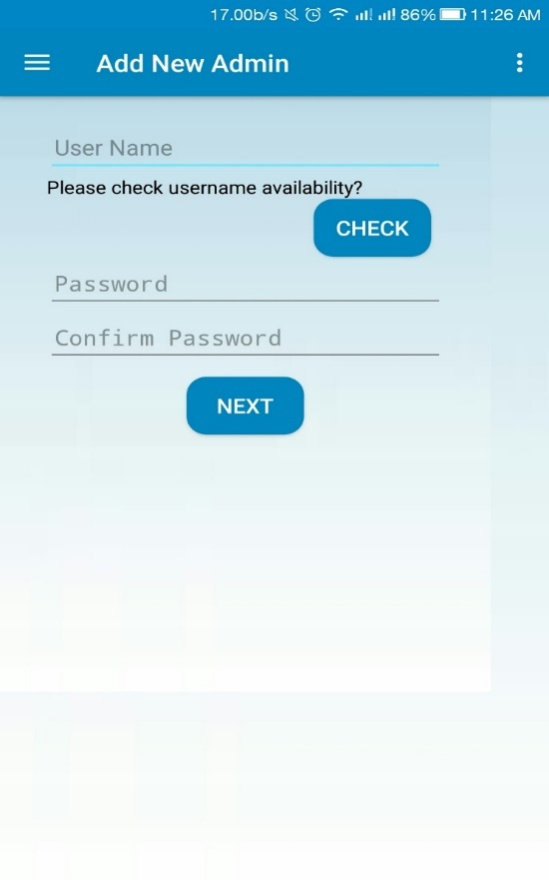 17.00b/s 86% 11:26 AM
Add New Admin
User Name
Please check username availability?
CHECK
Password
Confirm Password
NEXT